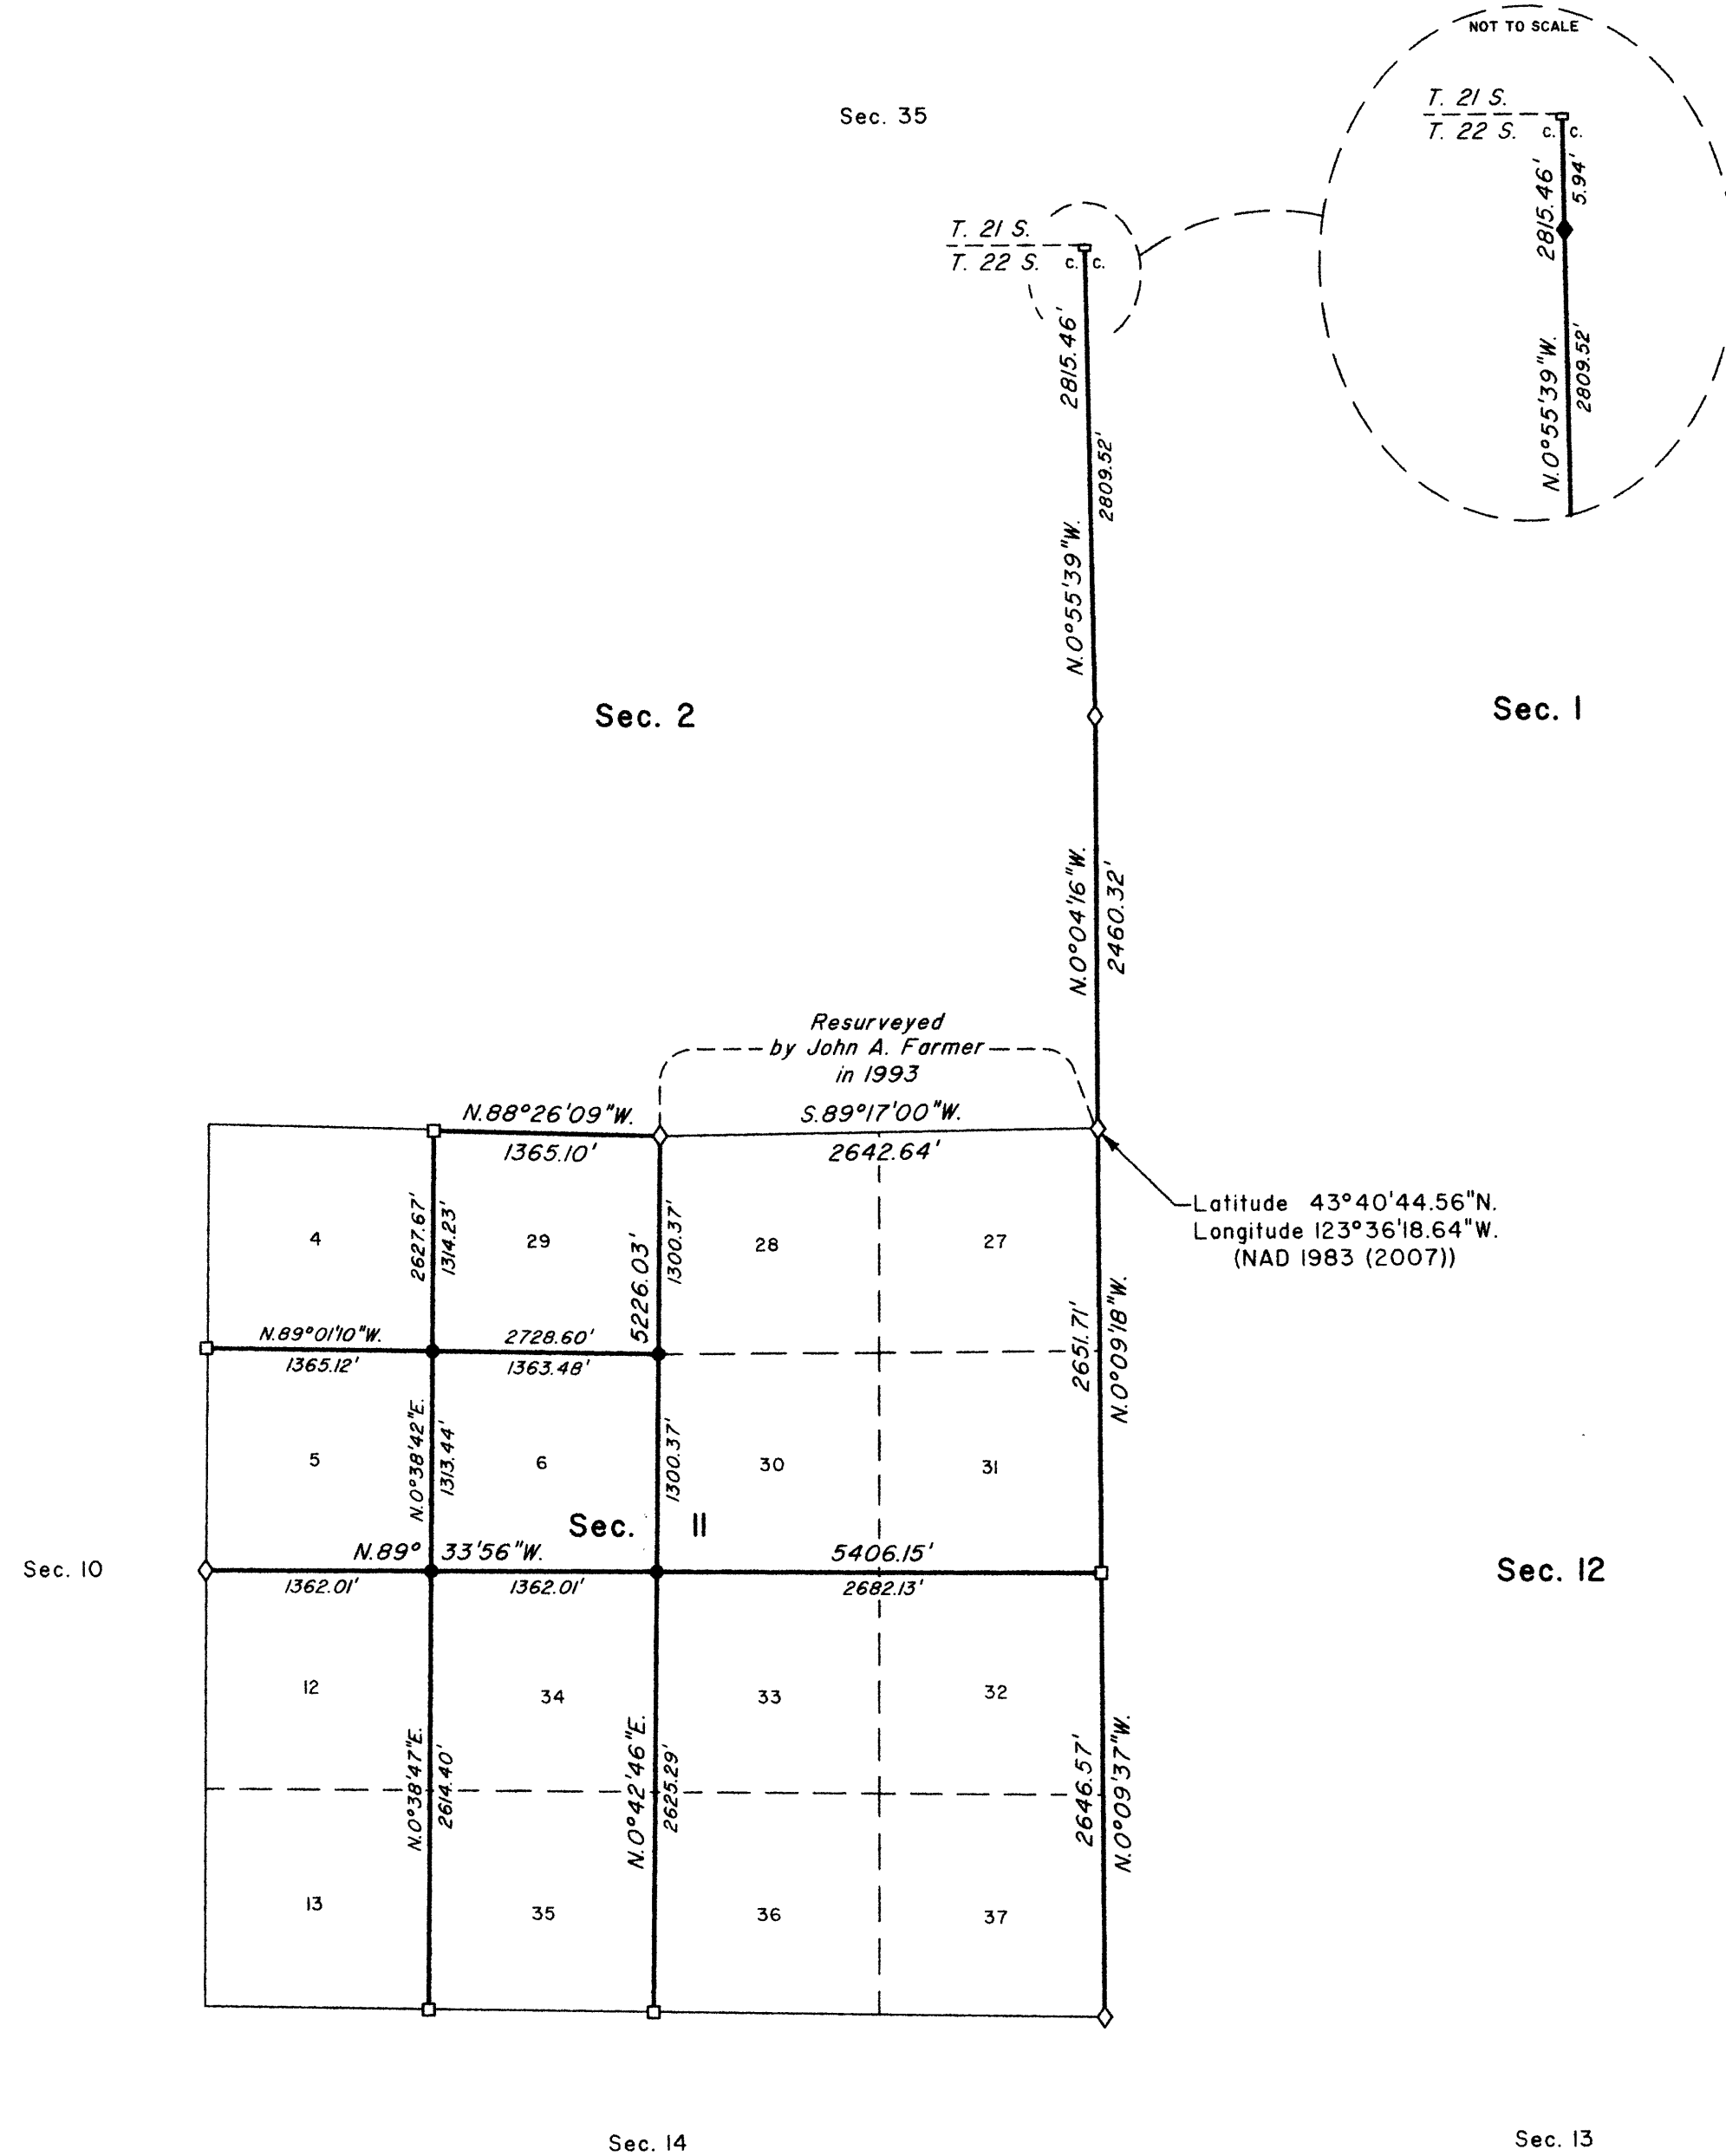 NOT TO SCALE
T. 21 S.
T. 22 S. c. c.
2815.46'
5.94'
N.0°55'39"W.
2809.52'
Sec. 35
T. 21 S.
T. 22 S. c. c.
2815.46'
2809.52'
N.0°55'39"W.
Sec. 2
Sec. 1
N.0°04'16"W.
2460.32'
Resurveyed
by John A. Farmer
in 1993
N.88°26'09"W.
S.89°17'00"W.
1365.10'
2642.64'
Latitude 43°40'44.56"N.
Longitude 123°36'18.64"W.
(NAD 1983 (2007))
2627.67'
1314.23'
5226.03'
1300.37'
4
29
28
27
N.89°01'10"W.
2728.60'
1365.12'
1363.48'
2651.71'
N.0°09'18"W.
N.0°38'42"E.
1313.44'
1300.37'
5
6
30
31
Sec. 11
N.89° 33'56"W.
5406.15'
Sec. 10
1362.01'
1362.01'
2682.13'
Sec. 12
12
34
33
32
N.0°38'47"E.
2614.40'
N.0°42'46"E.
2625.29'
2646.57'
N.0°09'37"W.
13
35
36
37
Sec. 14
Sec. 13